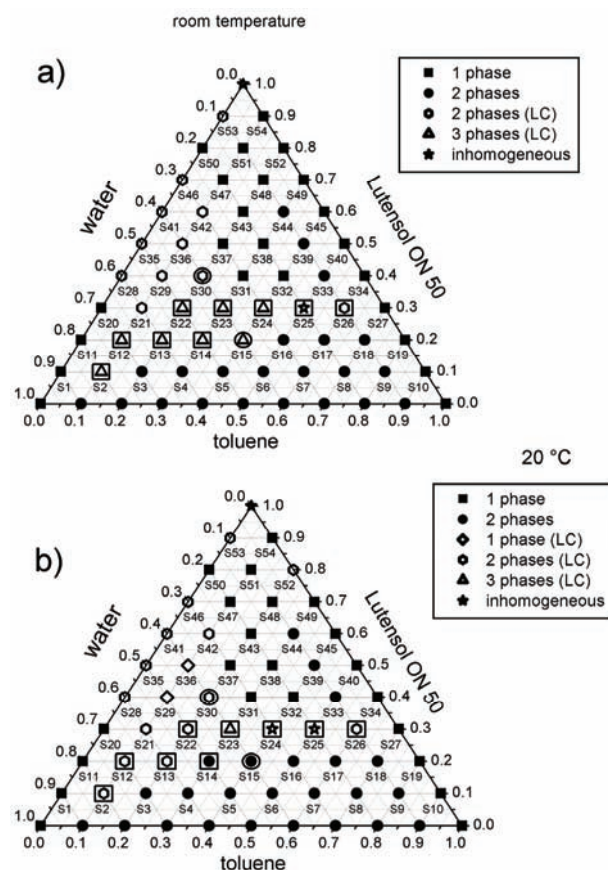 room temperature
a)
1 phase
2 phases
2 phases (LC)
3 phases (LC)
inhomogeneous
0.0 1.0
0.1 0.9
S53 S54
0.8
S50 S51 S52
0.3 0.7
S46 S47 S48 S49
0.4 0.6
S41 S42 S43 S44 S45
0.5 0.5
S35 S36 S37 S38 S39 S40
0.6 0.4
S28 S29 S30 S31 S32 S33 S34
0.7 0.3
S20 S21 S22 S23 S24 S25 S26 S27
0.8 0.2
S11 S12 S13 S14 S15 S16 S17 S18 S19
0.9 0.1
S1 S2 S3 S4 S5 S6 S7 S8 S9 S10
1.0 0.0
0.0 0.1 0.2 0.3 0.4 0.5 0.6 0.7 0.8 0.9 1.0
water
Lutensol ON 50
toluene
20 °C
b)
1 phase
2 phases
1 phase (LC)
2 phases (LC)
3 phases (LC)
inhomogeneous
0.0 1.0
0.1 0.9
S53 S54
0.8
S50 S51 S52
0.3 0.7
S46 S47 S48 S49
0.4 0.6
S41 S42 S43 S44 S45
0.5 0.5
S35 S36 S37 S38 S39 S40
0.6 0.4
S28 S29 S30 S31 S32 S33 S34
0.7 0.3
S20 S21 S22 S23 S24 S25 S26 S27
0.8 0.2
S11 S12 S13 S14 S15 S16 S17 S18 S19
0.9 0.1
S1 S2 S3 S4 S5 S6 S7 S8 S9 S10
1.0 0.0
0.0 0.1 0.2 0.3 0.4 0.5 0.6 0.7 0.8 0.9 1.0
water
Lutensol ON 50
toluene